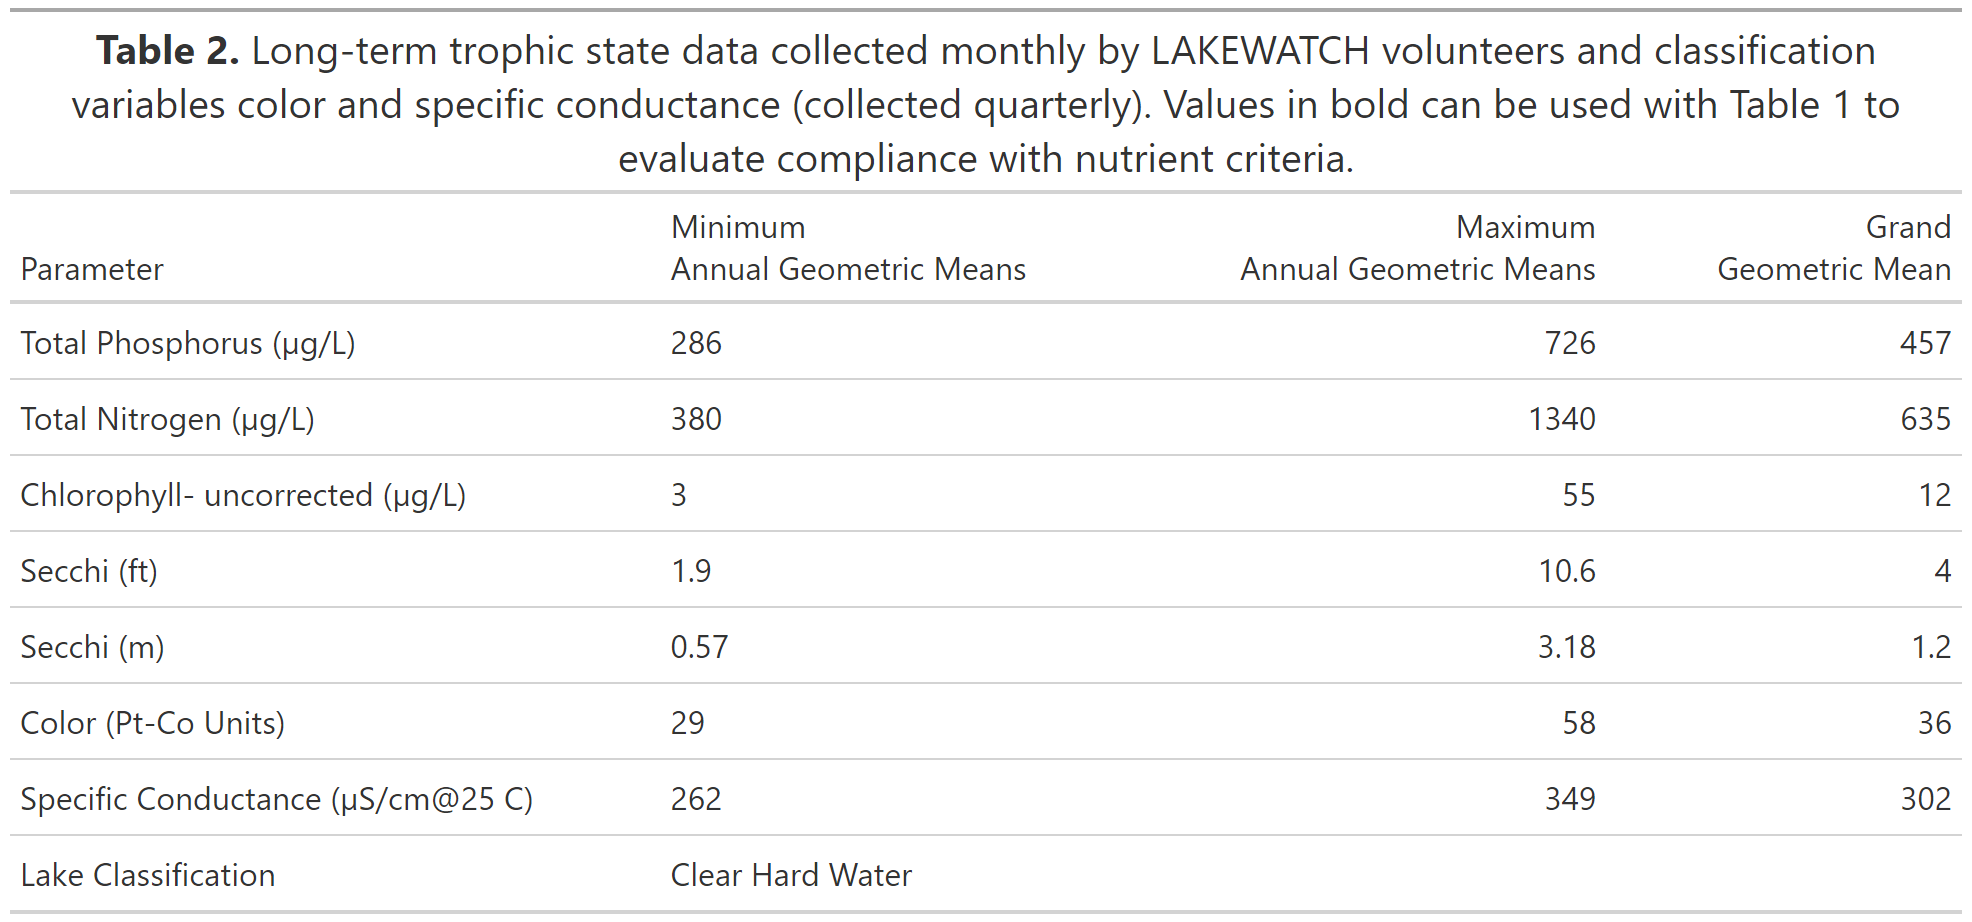 Table 2. Long-term trophic state data collected monthly by LAKEWATCH volunteers and classification
variables color and specific conductance (collected quarterly). Values in bold can be used with Table 1 to
evaluate compliance with nutrient criteria.
Parameter Minimum Annual Geometric Means Maximum Annual Geometric Means Grand Geometric Mean
Total Phosphorus (µg/L) 286 726 457
Total Nitrogen (µg/L) 380 1340 635
Chlorophyll- uncorrected (µg/L) 3 55 12
Secchi (ft) 1.9 10.6 4
Secchi (m) 0.57 3.18 1.2
Color (Pt-Co Units) 29 58 36
Specific Conductance (µS/cm@25 C) 262 349 302
Lake Classification Clear Hard Water